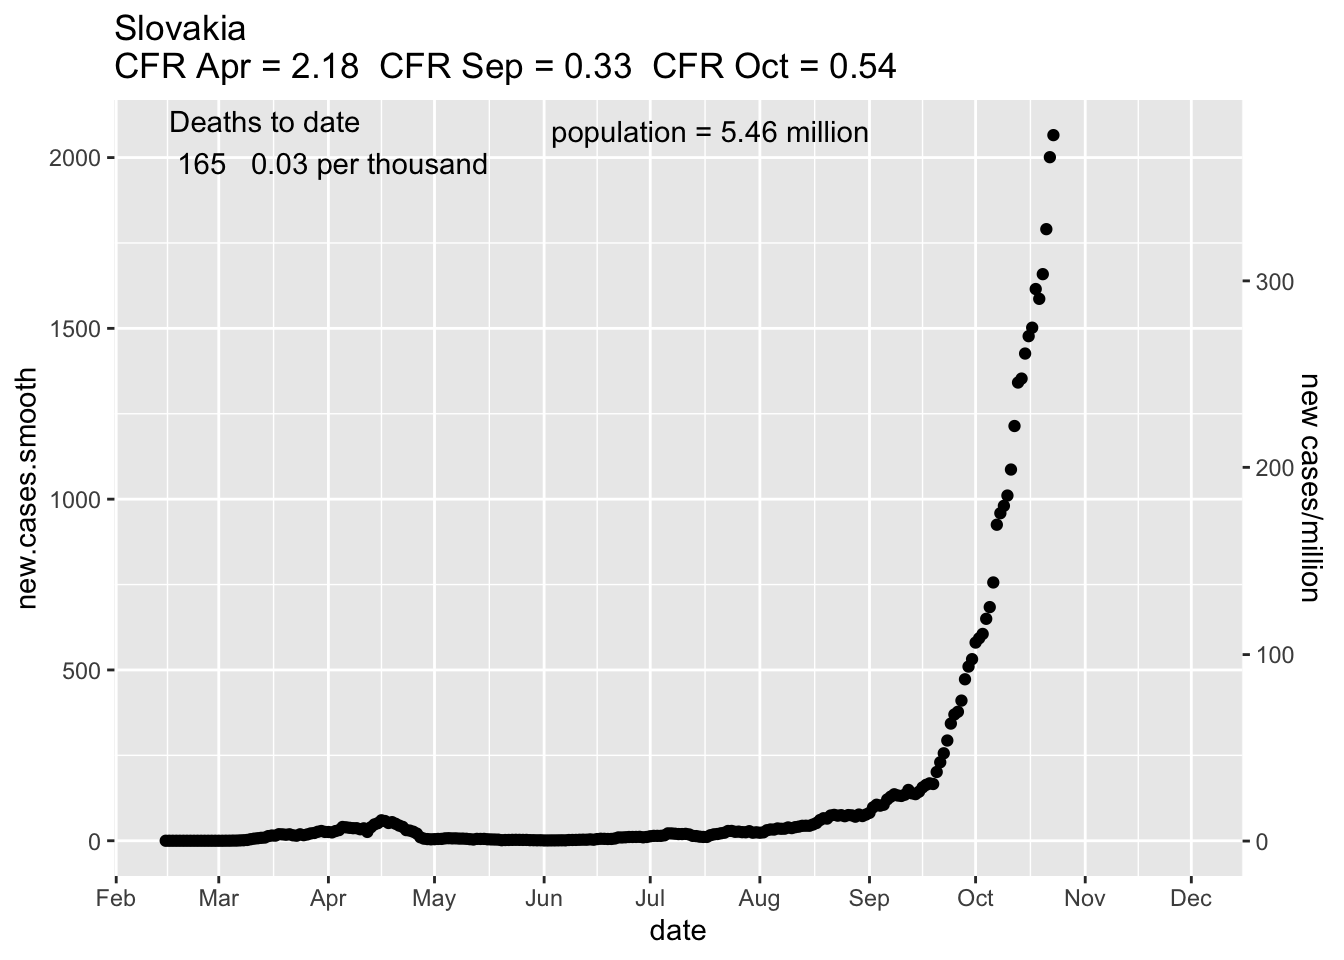 Slovakia
CFR Apr = 2.18  CFR Sep = 0.33  CFR Oct = 0.54
Deaths to date
165   0.03 per thousand
population = 5.46 million
new.cases.smooth
2000
1500
1000
500
0
300
200
100
0
new cases/million
Feb Mar Apr May Jun Jul Aug Sep Oct Nov Dec
date